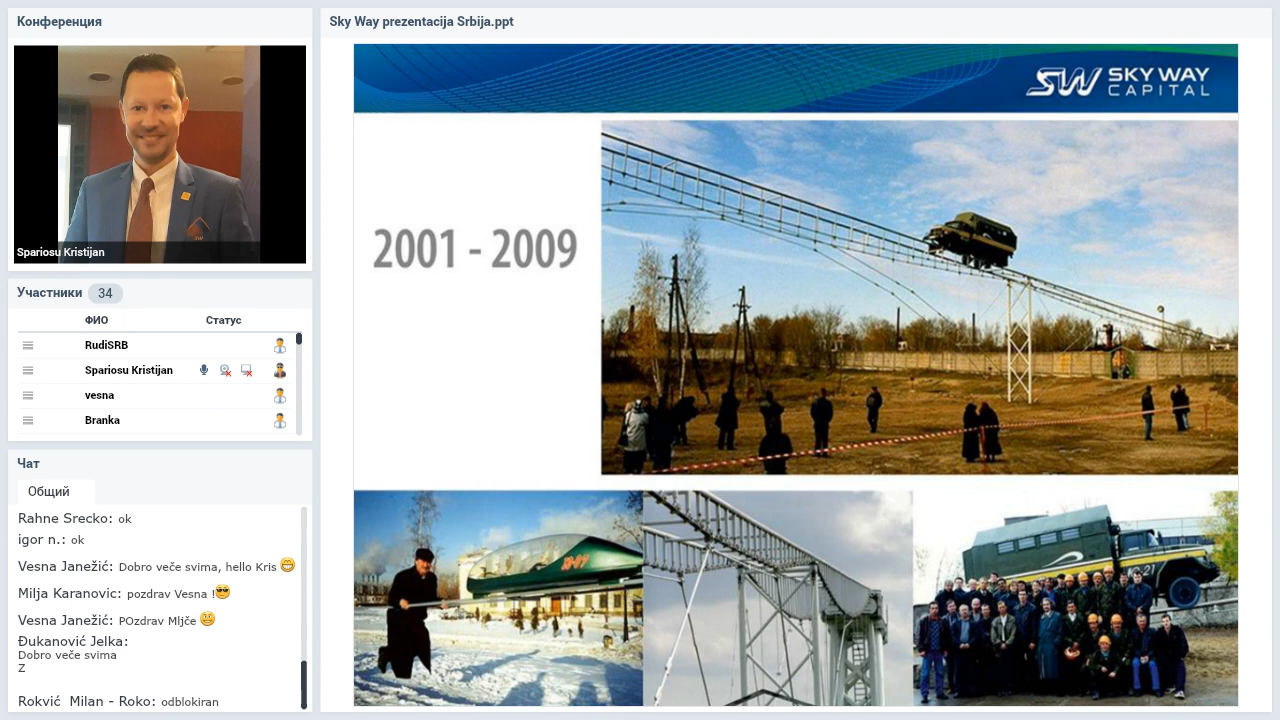 Конференция
Spariosu Kristijan
Участники 34
ФИО Статус
RudiSRB
Spariosu Kristijan
vesna
Branka
Чат
Общий
Rahne Srecko: ok
igor n.: ok
Vesna Janežić: Dobro veče svima, hello Kris
Milja Karanovic: pozdrav Vesna !
Vesna Janežić: POzdrav Mljče
Đukanović Jelka:
Dobro veče svima
Z
Rokvić Milan - Roko: odblokiran
Sky Way prezentacija Srbija.ppt
SW SKY WAY
CAPITAL
2001 - 2009